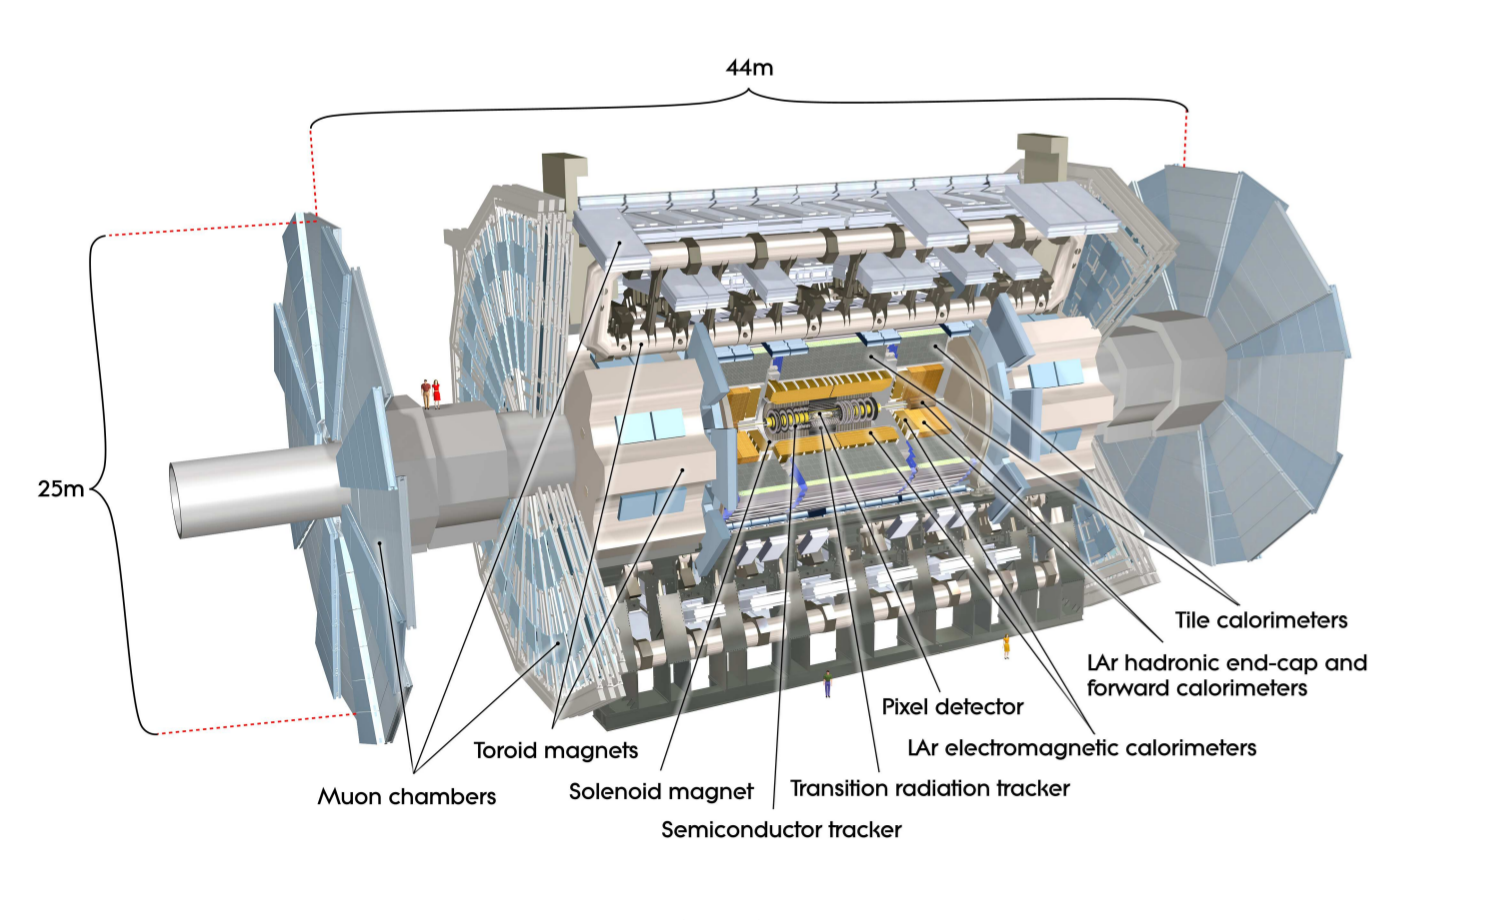 44m
25m
Tile calorimeters
LAr hadronic end-cap and
forward calorimeters
Pixel detector
LAr electromagnetic calorimeters
Toroid magnets
Solenoid magnet
Transition radiation tracker
Muon chambers
Semiconductor tracker